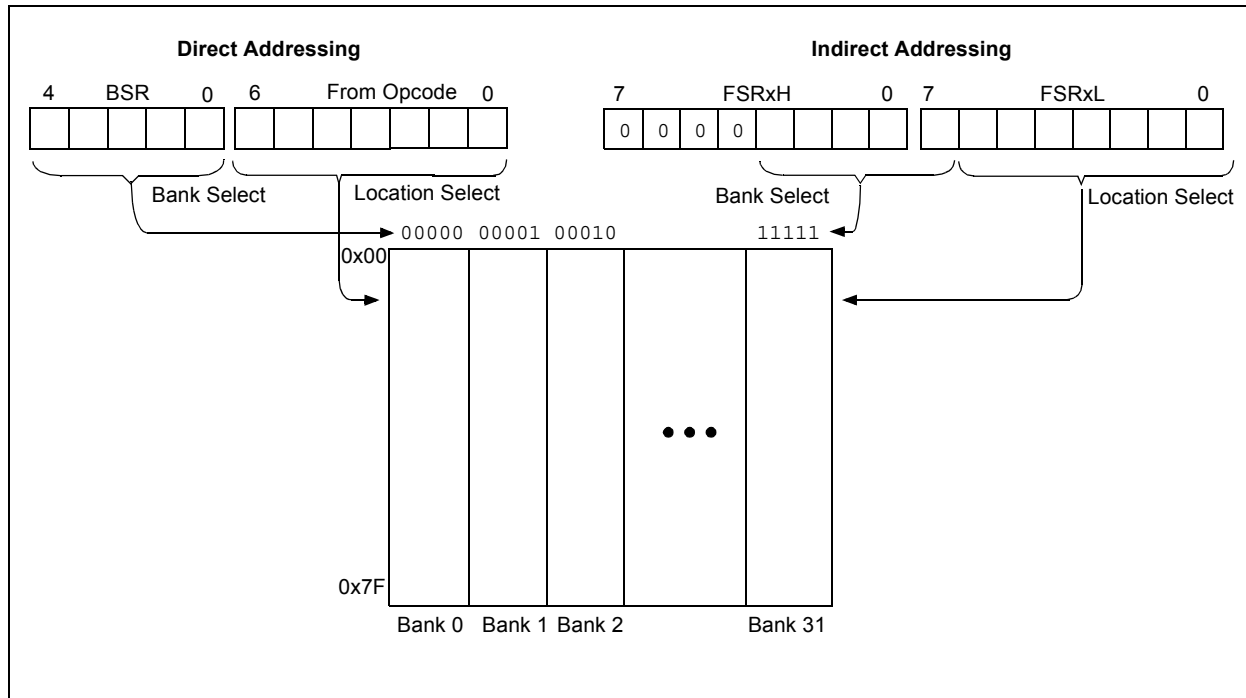 Direct Addressing
Indirect Addressing
4 BSR 0 6 From Opcode 0
7 FSRxH 0 7 FSRxL 0
0 0 0 0
Bank Select
Location Select
Bank Select
Location Select
00000 00001 00010 11111
0x00
0x7F
Bank 0 Bank 1 Bank 2 Bank 31